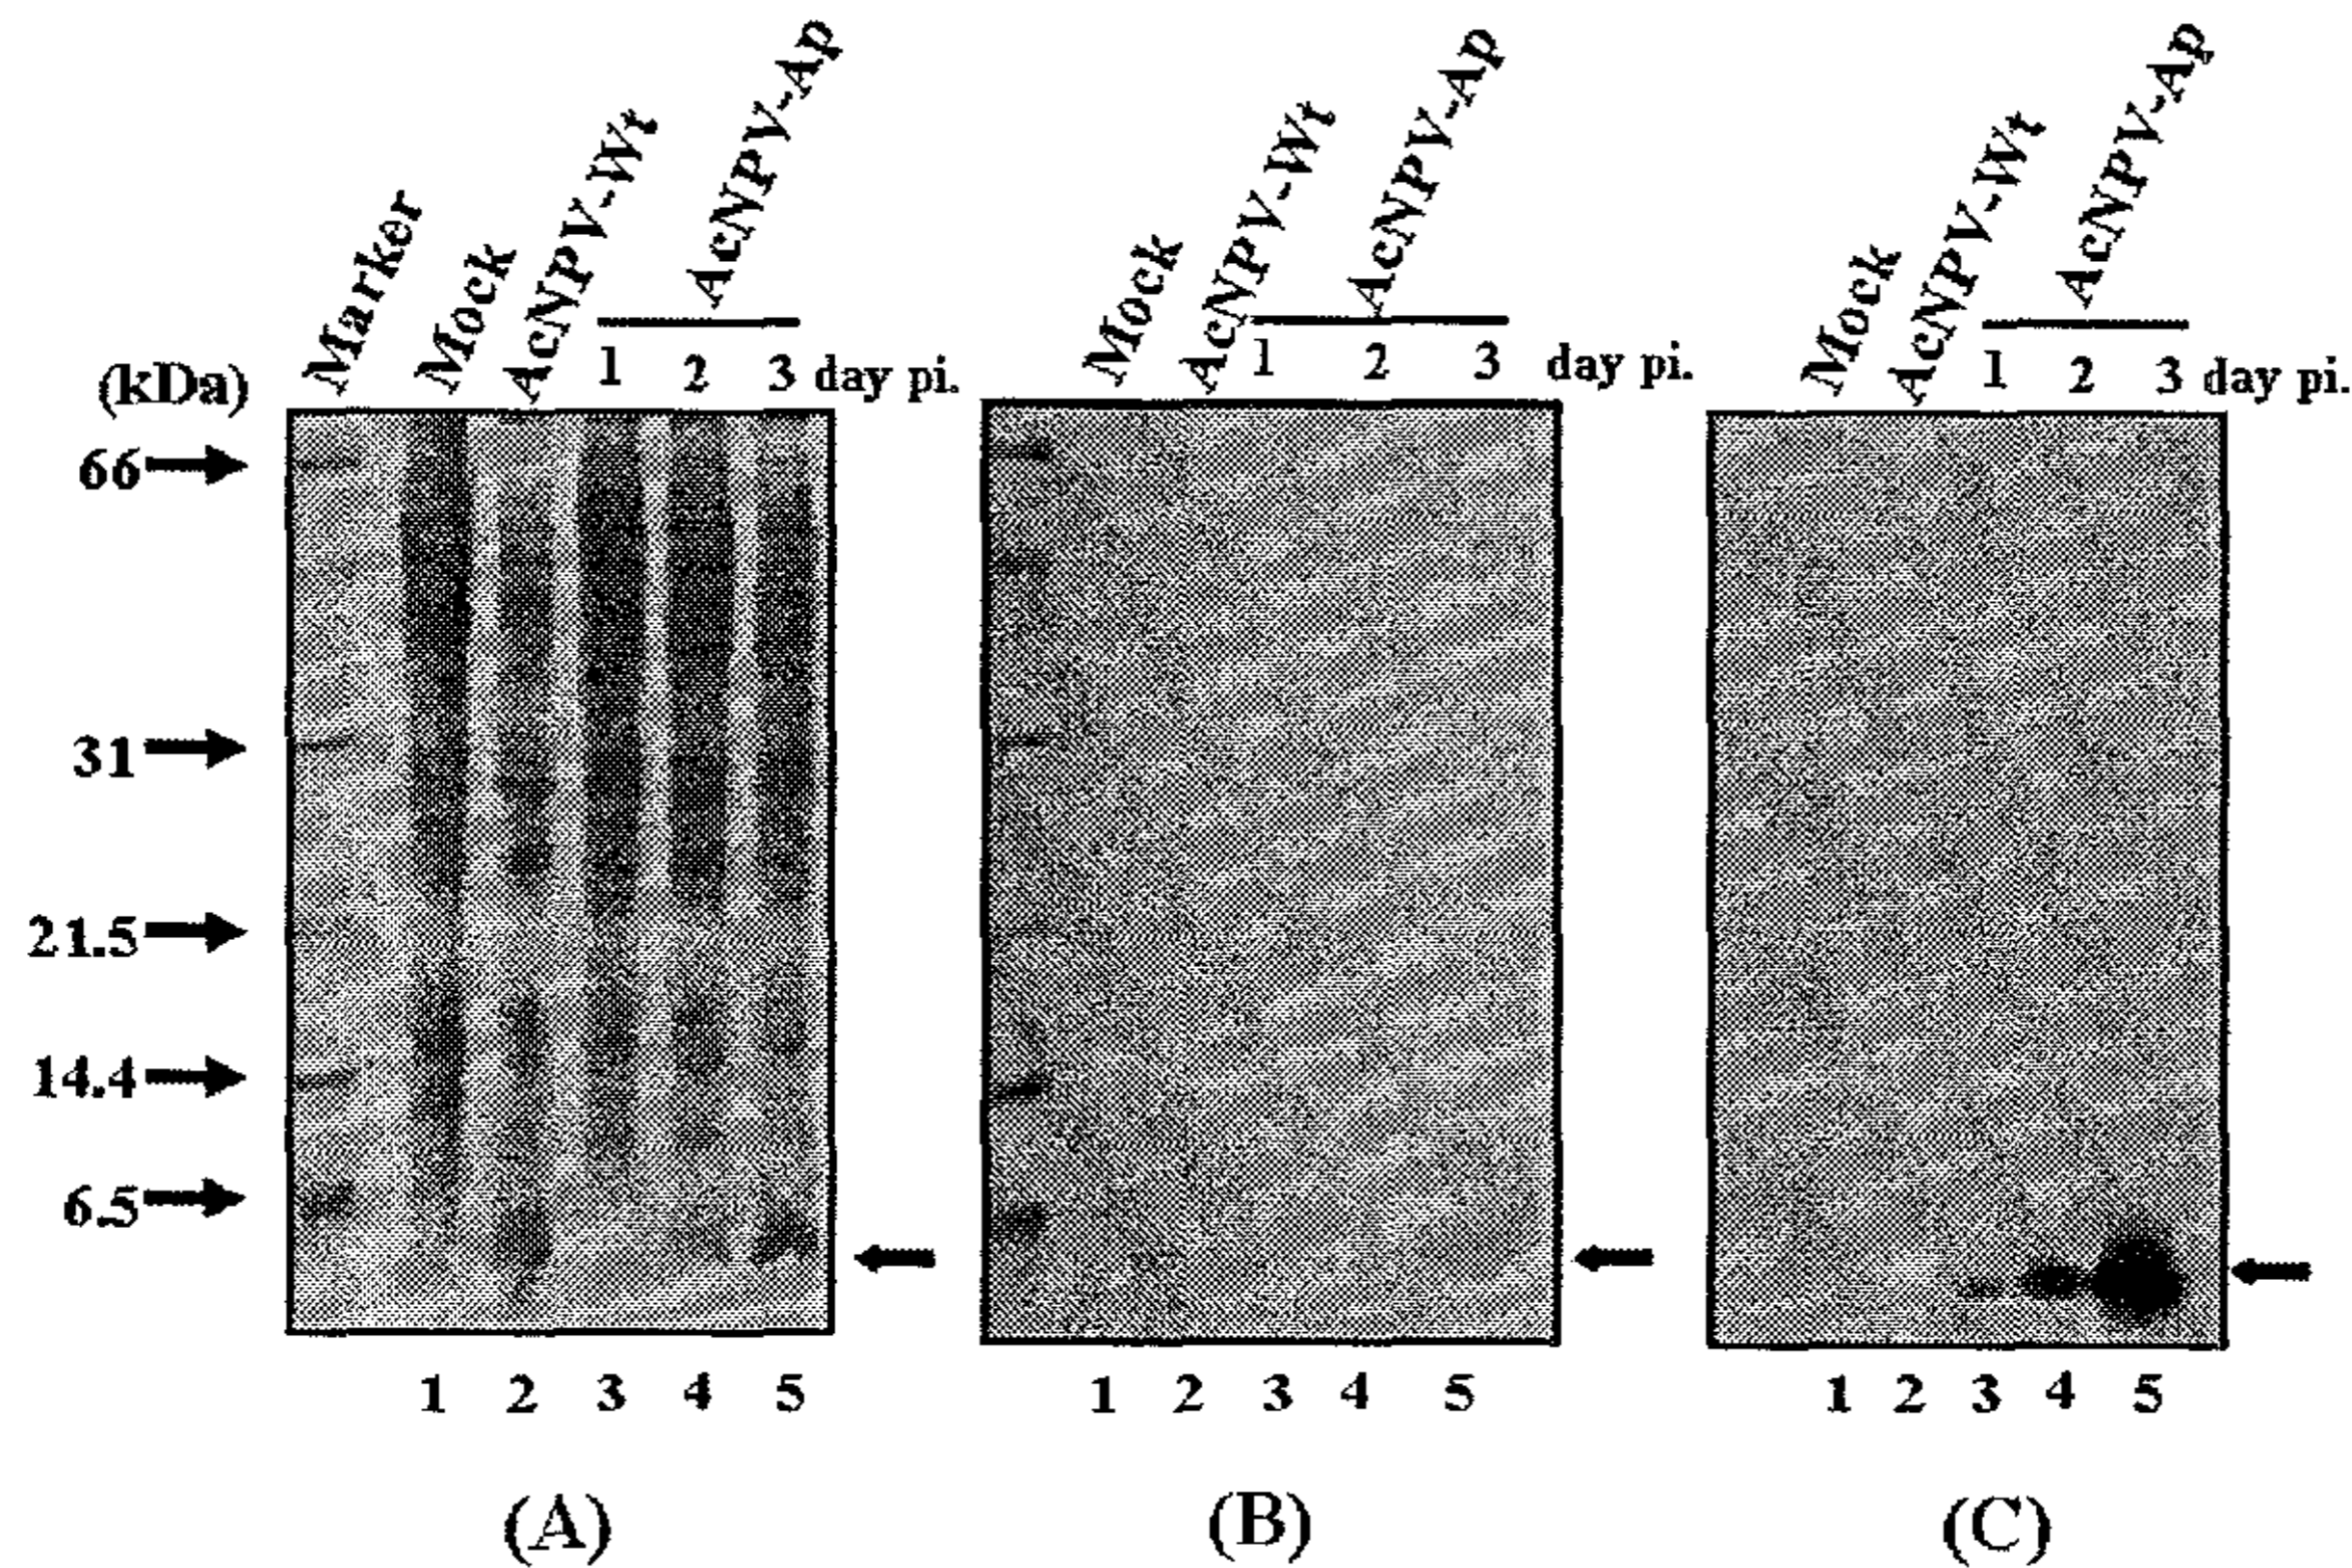 Marker Mock AcNPV-Wt AcNPV-Ap
Mock AcNPV-Wt AcNPV-Ap
Mock AcNPV-Wt AcNPV-Ap
(kDa) 1 2 3 day pi.
1 2 3 day pi.
1 2 3 day pi.
66
31
21.5
14.4
6.5
1 2 3 4 5
1 2 3 4 5
1 2 3 4 5
(A) (B) (C)